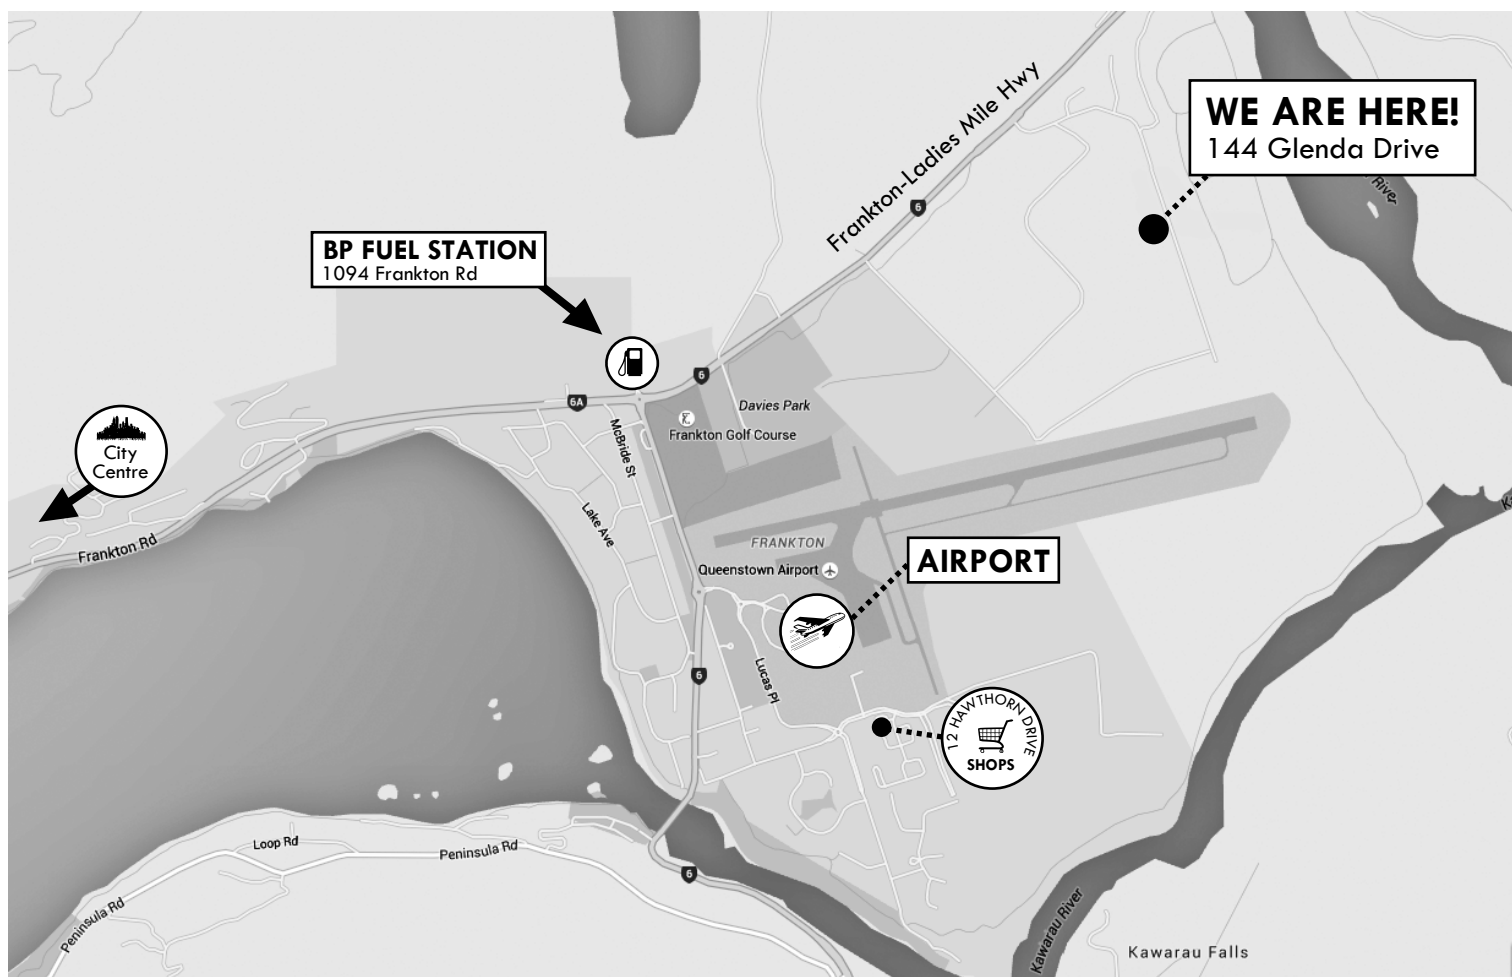 WE ARE HERE!
144 Glenda Drive
River
Frankton-Ladies Mile Hwy
6
BP FUEL STATION
1094 Frankton Rd
6
6A
Davies Park
Frankton Golf Course
McBride St
City
Centre
Frankton Rd
Lake Ave
FRANKTON
Queenstown Airport
AIRPORT
6
Lucas Pl
12 HAWTHORN DRIVE
SHOPS
Loop Rd
Peninsula Rd
6
Peninsula Rd
Kawarau River
Kawarau Falls